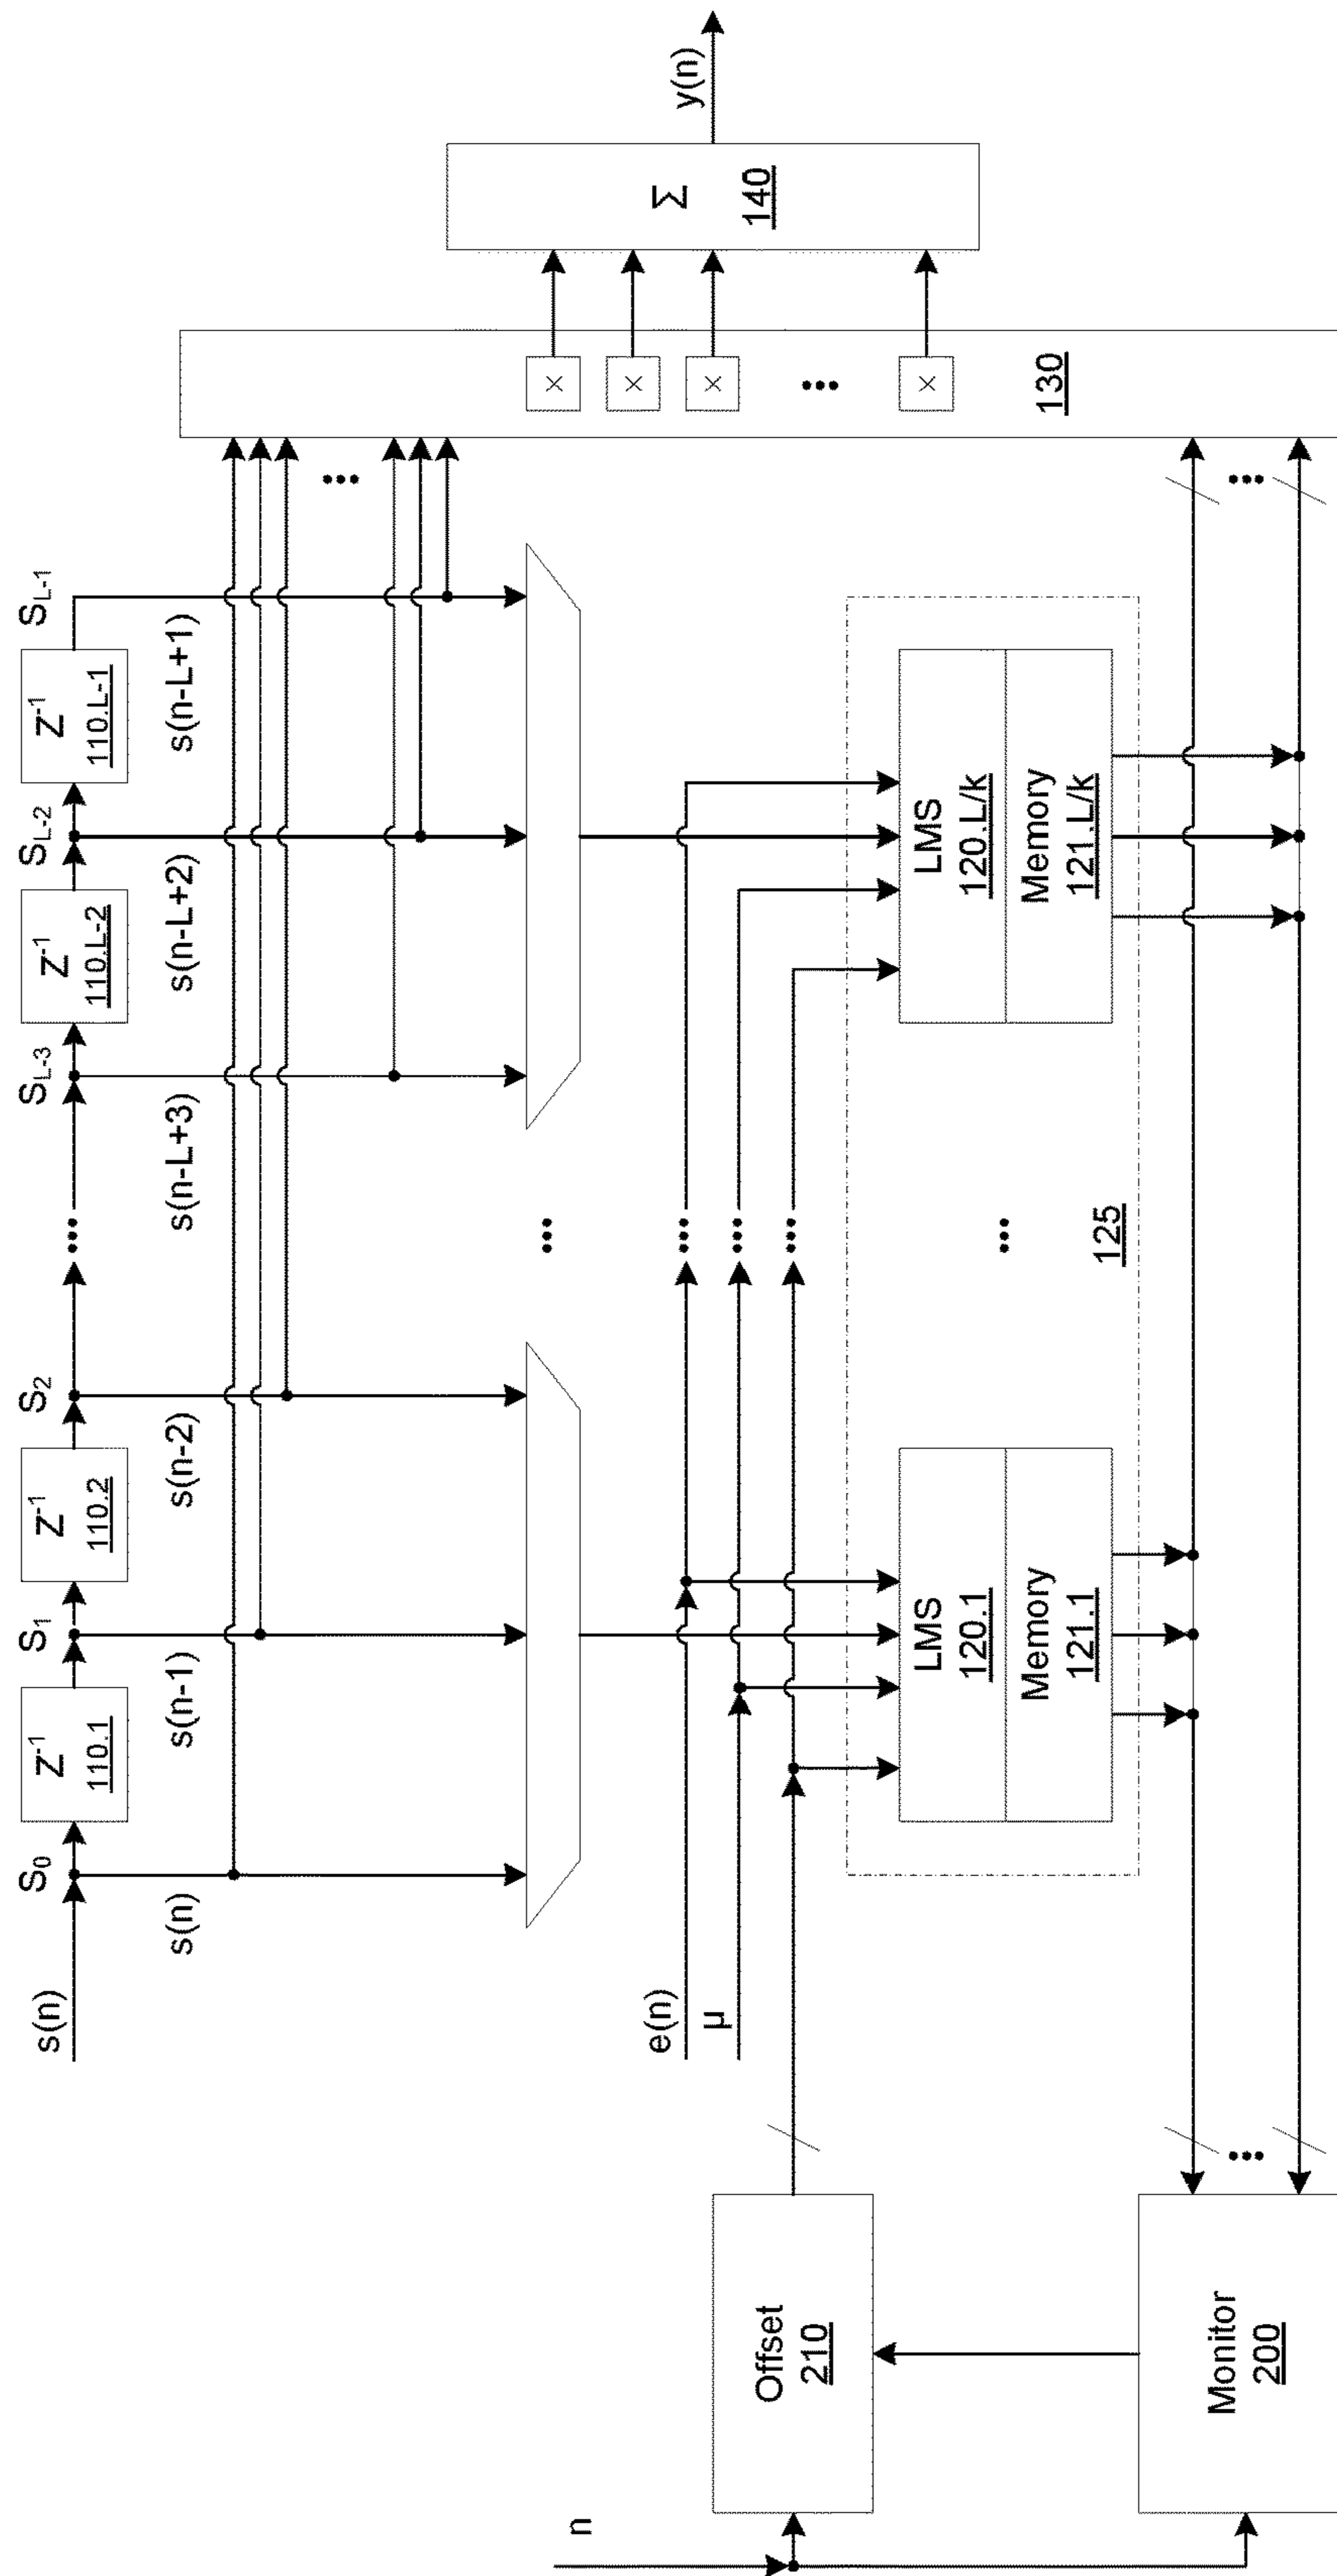 s(n)
S0
Z-1
110.1
S1
Z-1
110.2
S2
...
SL-3
Z-1
110.L-2
SL-2
Z-1
110.L-1
SL-1
s(n)
s(n-1)
s(n-2)
s(n-L+3)
s(n-L+2)
s(n-L+1)
...
...
e(n)
...
μ
...
...
×
×
×
...
×
130
Σ
140
y(n)
n
Offset
210
LMS
120.1
Memory
121.1
...
125
LMS
120.L/k
Memory
121.L/k
Monitor
200
...
...